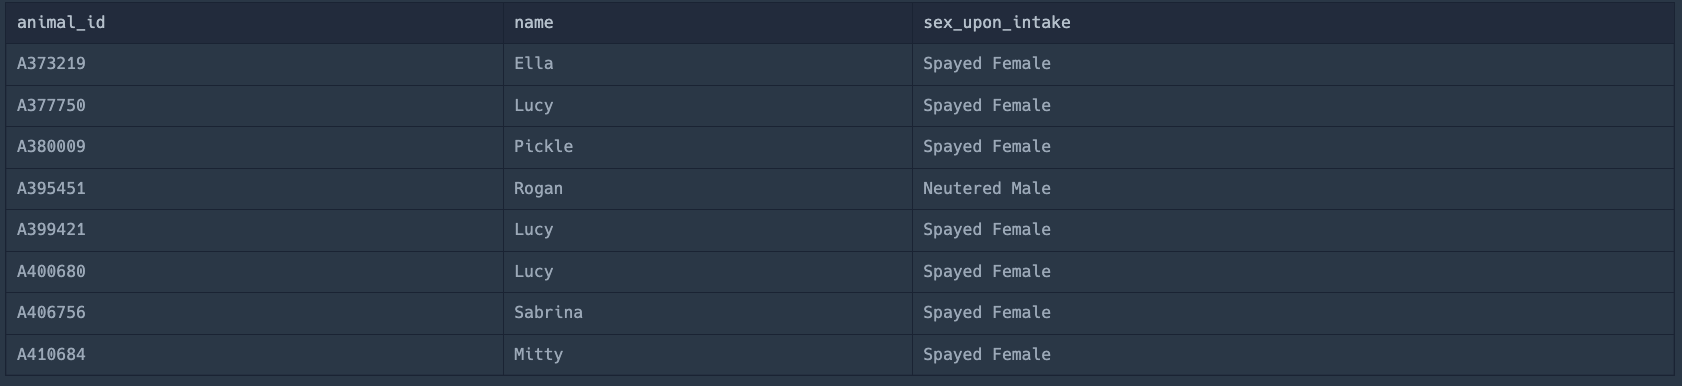 animal_id name sex_upon_intake
A373219 Ella Spayed Female
A377750 Lucy Spayed Female
A380009 Pickle Spayed Female
A395451 Rogan Neutered Male
A399421 Lucy Spayed Female
A400680 Lucy Spayed Female
A406756 Sabrina Spayed Female
A410684 Mitty Spayed Female